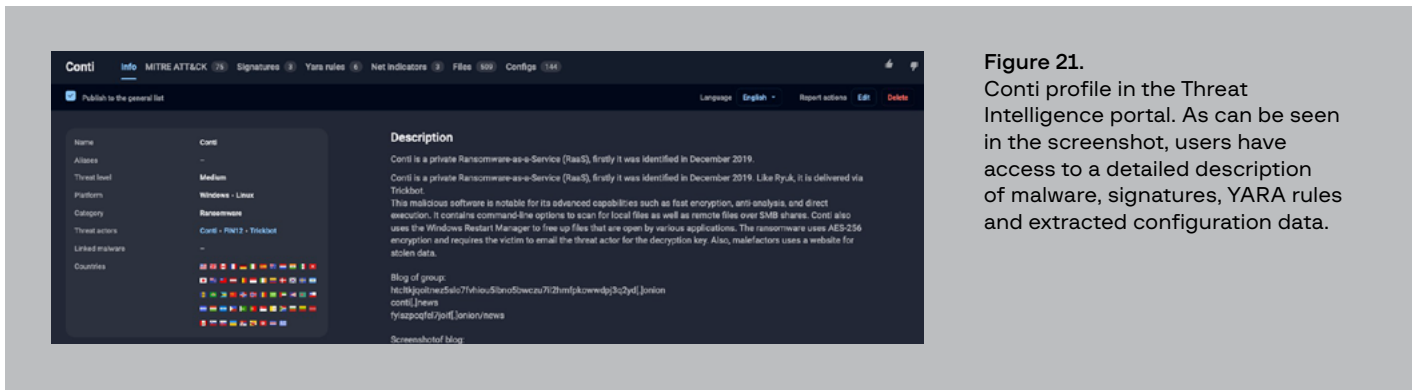 Conti Info MITRE ATT&CK 75 Signatures 3 Yara rules 6 Net indicators 3 Files 509 Configs 144
Publish to the general list
Language English Report actions Edit Delete
Name Conti
Aliases –
Threat level Medium
Platform Windows - Linux
Category Ransomware
Threat actors Conti - FIN12 - Trickbot
Linked malware –
Countries
Description
Conti is a private Ransomware-as-a-Service (RaaS), firstly it was identified in December 2019.
Conti is a private Ransomware-as-a-Service (RaaS), firstly it was identified in December 2019. Like Ryuk, it is delivered via
Trickbot.
This malicious software is notable for its advanced capabilities such as fast encryption, anti-analysis, and direct
execution. It contains command-line options to scan for local files as well as remote files over SMB shares. Conti also
uses the Windows Restart Manager to free up files that are open by various applications. The ransomware uses AES-256
encryption and requires the victim to email the threat actor for the decryption key. Also, malefactors uses a website for
stolen data.
Blog of group:
conti[.]news
Screenshotof blog:
Figure 21.
Conti profile in the Threat
Intelligence portal. As can be seen
in the screenshot, users have
access to a detailed description
of malware, signatures, YARA rules
and extracted configuration data.